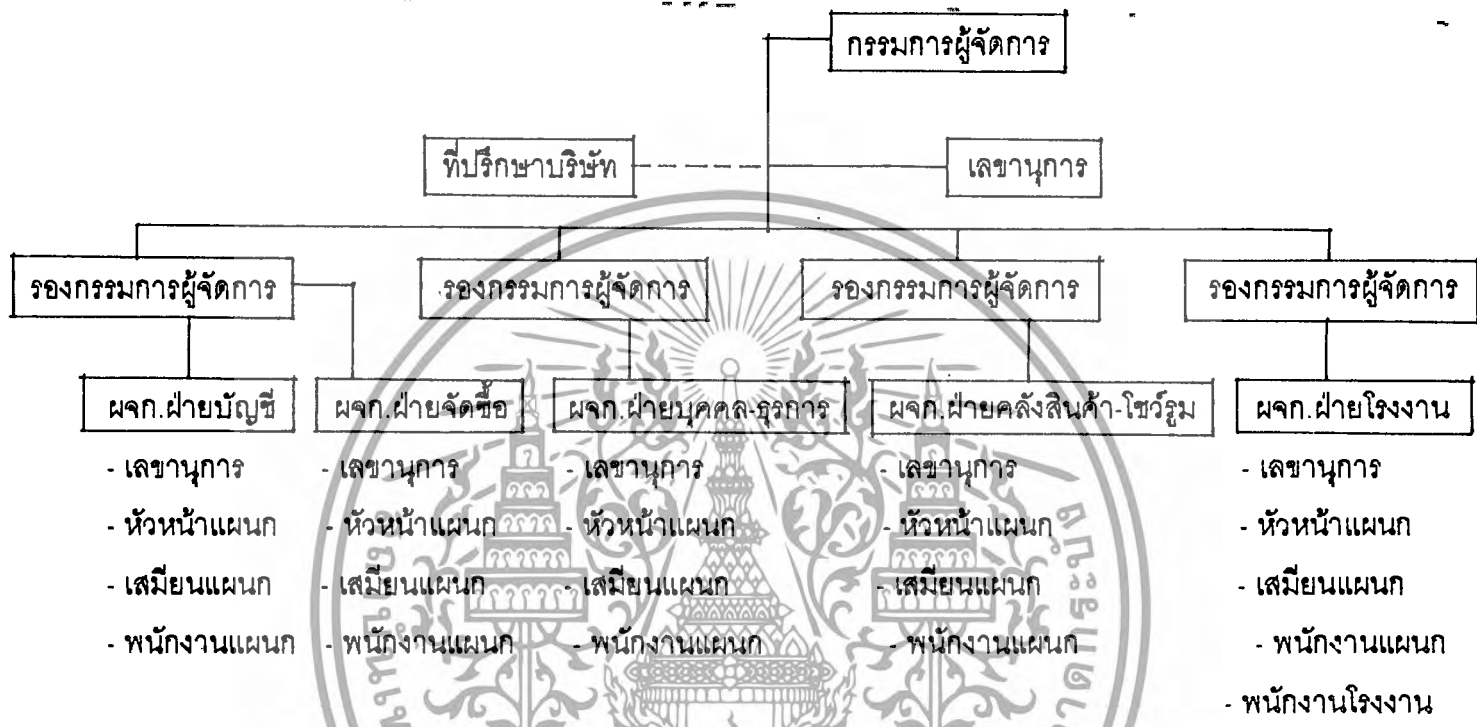 กรรมการผู้จัดการ
ที่ปรึกษาบริษัท เลขานุการ
รองกรรมการผู้จัดการ รองกรรมการผู้จัดการ รองกรรมการผู้จัดการ รองกรรมการผู้จัดการ
ผจก.ฝ่ายบัญชี ผจก.ฝ่ายจัดซื้อ ผจก.ฝ่ายบุคคล-ธุรการ ผจก.ฝ่ายคลังสินค้า-โชว์รูม ผจก.ฝ่ายโรงงาน
- เลขานุการ - เลขานุการ - เลขานุการ - เลขานุการ - เลขานุการ
- หัวหน้าแผนก - หัวหน้าแผนก - หัวหน้าแผนก - หัวหน้าแผนก - หัวหน้าแผนก
- เสมียนแผนก - เสมียนแผนก - เสมียนแผนก - เสมียนแผนก - เสมียนแผนก
- พนักงานแผนก - พนักงานแผนก - พนักงานแผนก - พนักงานแผนก - พนักงานแผนก
- พนักงานโรงงาน